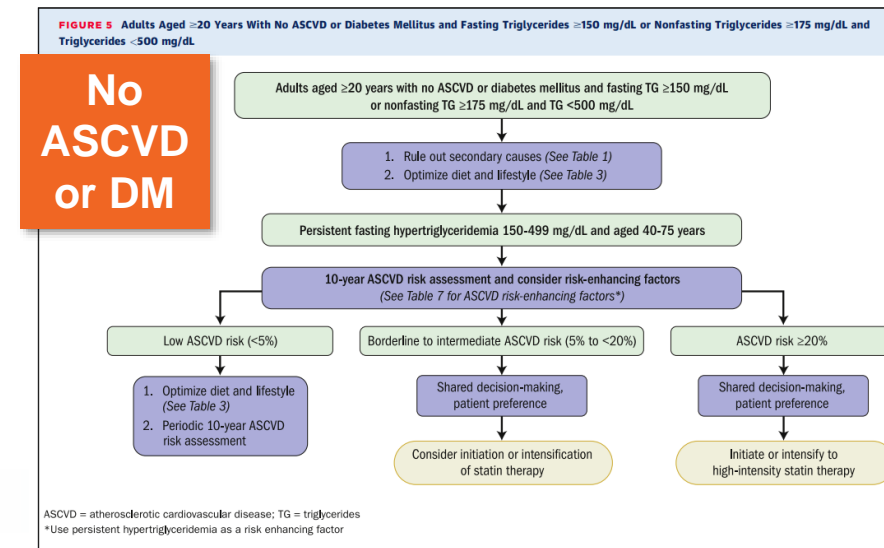 FIGURE 5 Adults Aged ≥20 Years With No ASCVD or Diabetes Mellitus and Fasting Triglycerides ≥150 mg/dL or Nonfasting Triglycerides ≥175 mg/dL and
Triglycerides <500 mg/dL
No
ASCVD
or DM
Adults aged ≥20 years with no ASCVD or diabetes mellitus and fasting TG ≥150 mg/dL
or nonfasting TG ≥175 mg/dL and TG <500 mg/dL
1. Rule out secondary causes (See Table 1)
2. Optimize diet and lifestyle (See Table 3)
Persistent fasting hypertriglyceridemia 150-499 mg/dL and aged 40-75 years
10-year ASCVD risk assessment and consider risk-enhancing factors
(See Table 7 for ASCVD risk-enhancing factors*)
Low ASCVD risk (<5%)
1. Optimize diet and lifestyle
(See Table 3)
2. Periodic 10-year ASCVD
risk assessment
Borderline to intermediate ASCVD risk (5% to <20%)
Shared decision-making,
patient preference
Consider initiation or intensification
of statin therapy
ASCVD risk ≥20%
Shared decision-making,
patient preference
Initiate or intensify to
high-intensity statin therapy
ASCVD = atherosclerotic cardiovascular disease; TG = triglycerides
*Use persistent hypertriglyceridemia as a risk enhancing factor